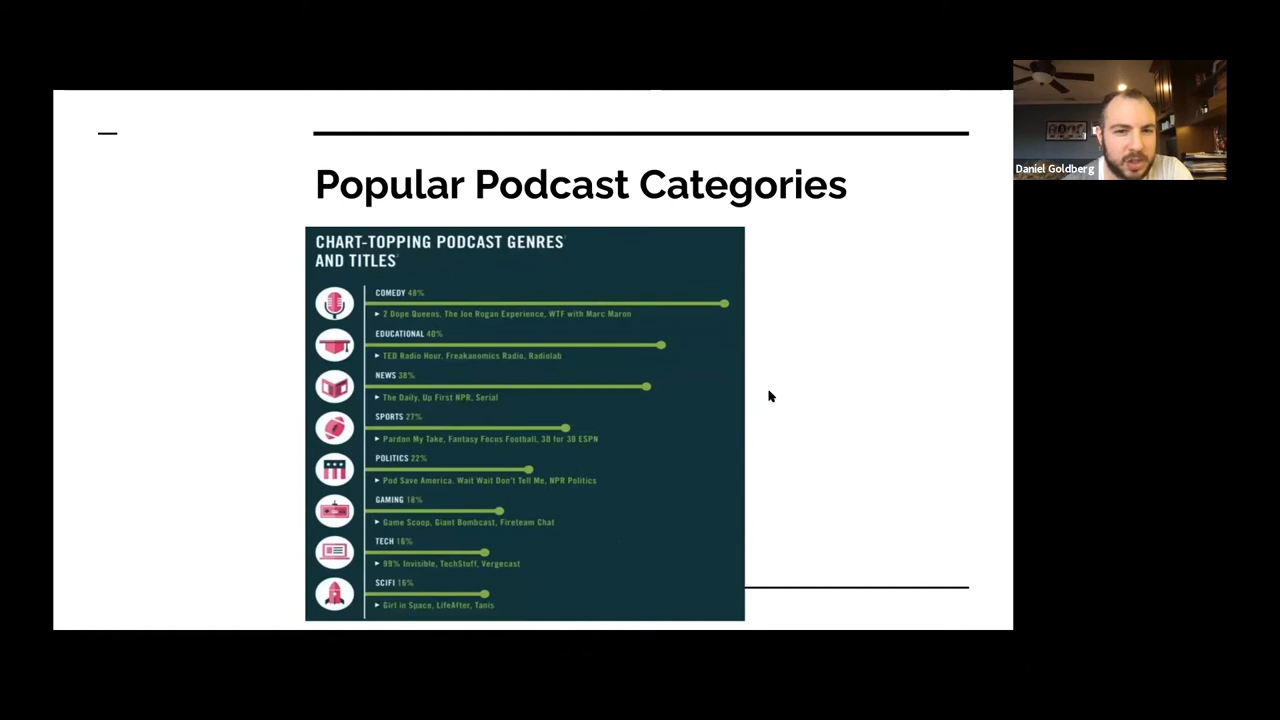 Popular Podcast Categories
CHART-TOPPING PODCAST GENRES
AND TITLES
COMEDY 48%
▶ 2 Dope Queens, The Joe Rogan Experience, WTF with Marc Maron
EDUCATIONAL 40%
▶ TED Radio Hour, Freakanomics Radio, Radiolab
NEWS 38%
▶ The Daily, Up First NPR, Serial
SPORTS 27%
▶ Pardon My Take, Fantasy Focus Football, 30 for 30 ESPN
POLITICS 22%
▶ Pod Save America, Wait Wait Don't Tell Me, NPR Politics
GAMING 18%
▶ Game Scoop, Giant Bombcast, Fireteam Chat
TECH 16%
▶ 99% Invisible, TechStuff, Vergecast
SCIFI 16%
▶ Girl in Space, LifeAfter, Tanis
Daniel Goldberg